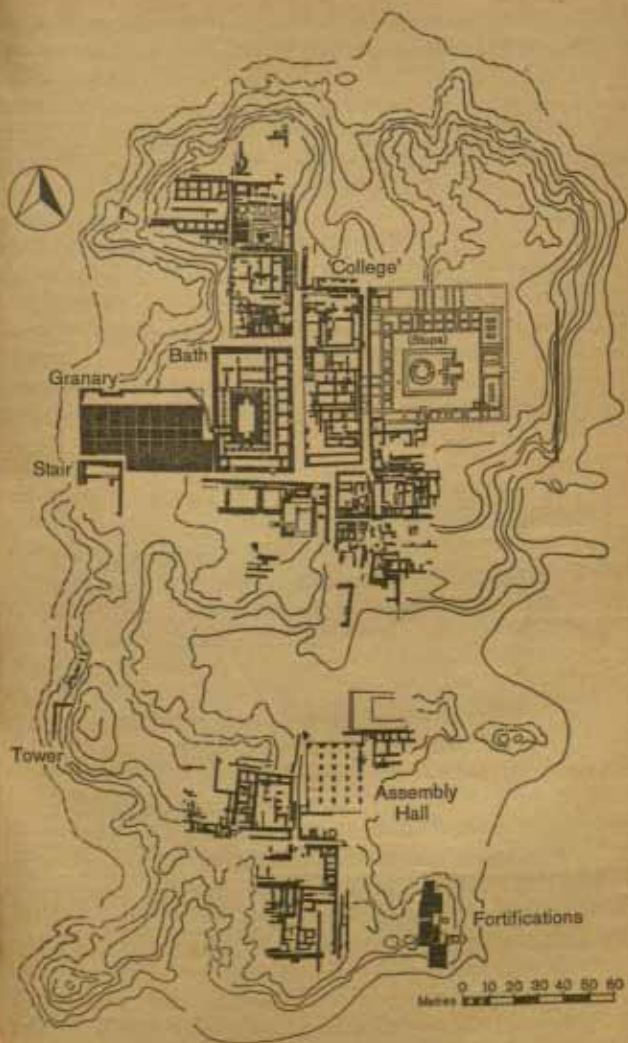 'College'
(Stupa)
Bath
Granary
Stair
Tower
Assembly
Hall
Fortifications
Metres 0 10 20 30 40 50 60